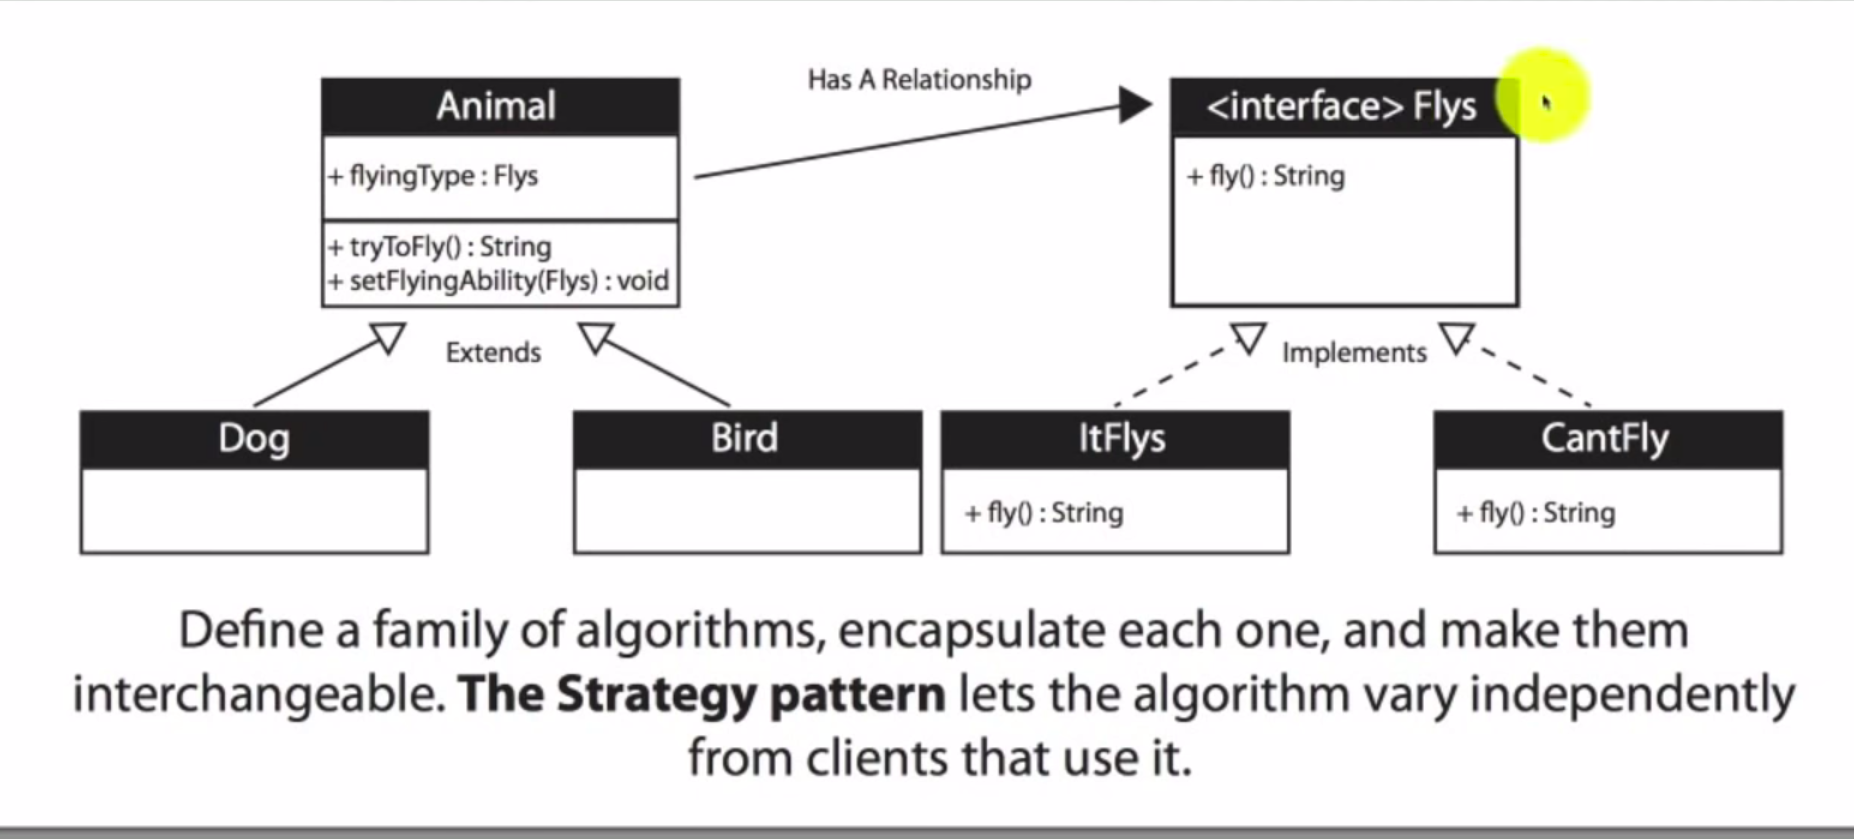 Has A Relationship
Animal
<interface> Flys
+ flyingType : Flys
+ fly() : String
+ tryToFly() : String
+ setFlyingAbility(Flys) : void
Extends
Implements
Dog
Bird
ItFlys
CantFly
+ fly() : String
+ fly() : String
Define a family of algorithms, encapsulate each one, and make them
interchangeable. The Strategy pattern lets the algorithm vary independently
from clients that use it.